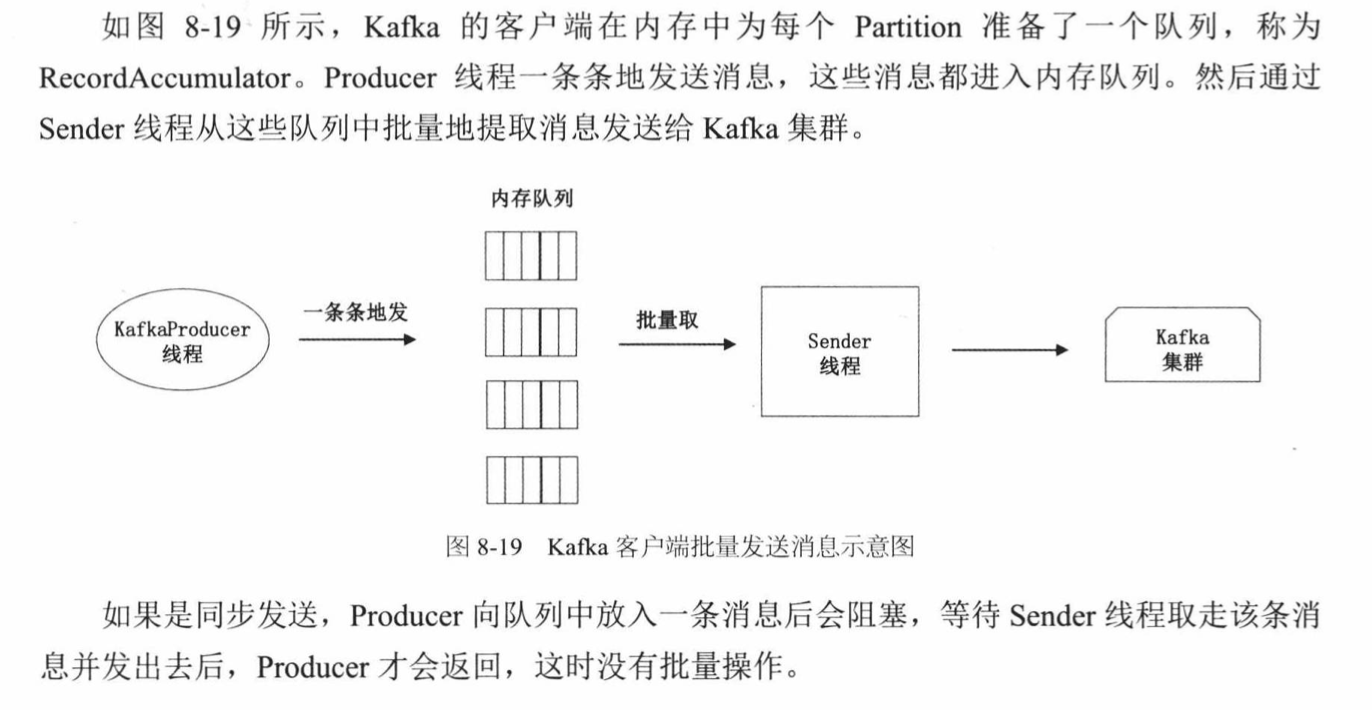 如图 8-19 所示，Kafka 的客户端在内存中为每个 Partition 准备了一个队列，称为
RecordAccumulator。Producer 线程一条条地发送消息，这些消息都进入内存队列。然后通过
Sender 线程从这些队列中批量地提取消息发送给 Kafka 集群。
内存队列
KafkaProducer
线程
一条条地发
批量取
Sender
线程
Kafka
集群
图 8-19 Kafka 客户端批量发送消息示意图
如果是同步发送，Producer 向队列中放入一条消息后会阻塞，等待 Sender 线程取走该条消
息并发出去后，Producer 才会返回，这时没有批量操作。